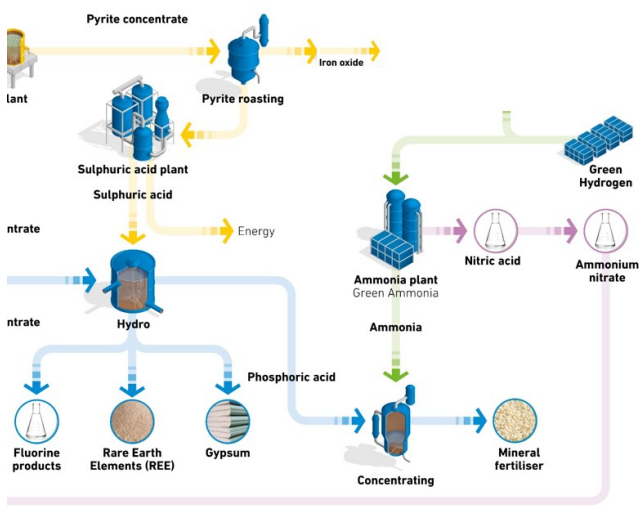 Pyrite concentrate
Iron oxide
lant
Pyrite roasting
Sulphuric acid plant
Green
Hydrogen
Sulphuric acid
ntrate
Energy
Nitric acid
Ammonium
nitrate
Ammonia plant
Green Ammonia
ntrate
Hydro
Ammonia
Phosphoric acid
Fluorine
products
Rare Earth
Elements (REE)
Gypsum
Concentrating
Mineral
fertiliser